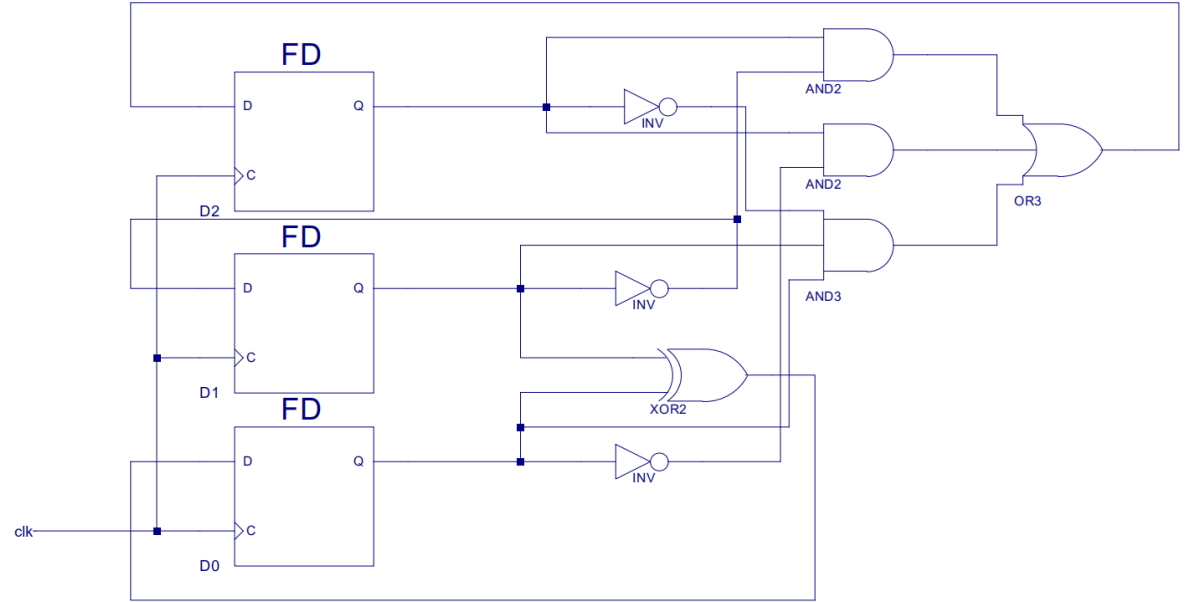 FD
AND2
D
Q
INV
C
AND2
D2
OR3
FD
D
Q
INV
AND3
C
D1
XOR2
FD
D
Q
INV
clk
C
D0